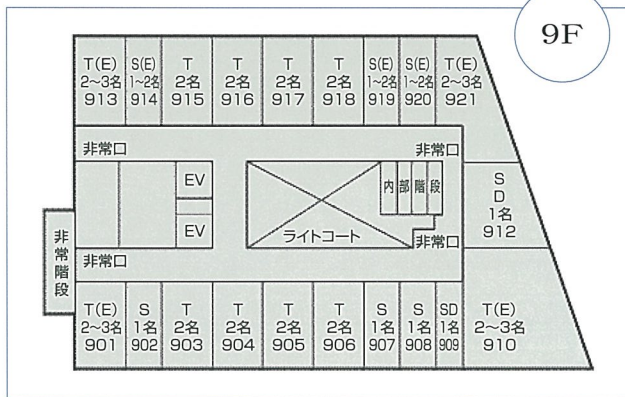 9F
T(E)
2~3名
913
S(E)
1~2名
914
T
2名
915
T
2名
916
T
2名
917
T
2名
918
S(E)
1~2名
919
S(E)
1~2名
920
T(E)
2~3名
921
非常口
非常口
EV
EV
内部階段
ライトコート
S
D
1名
912
非常階段
非常口
非常口
T(E)
2~3名
901
S
1名
902
T
2名
903
T
2名
904
T
2名
905
T
2名
906
S
1名
907
S
1名
908
SD
1名
909
T(E)
2~3名
910